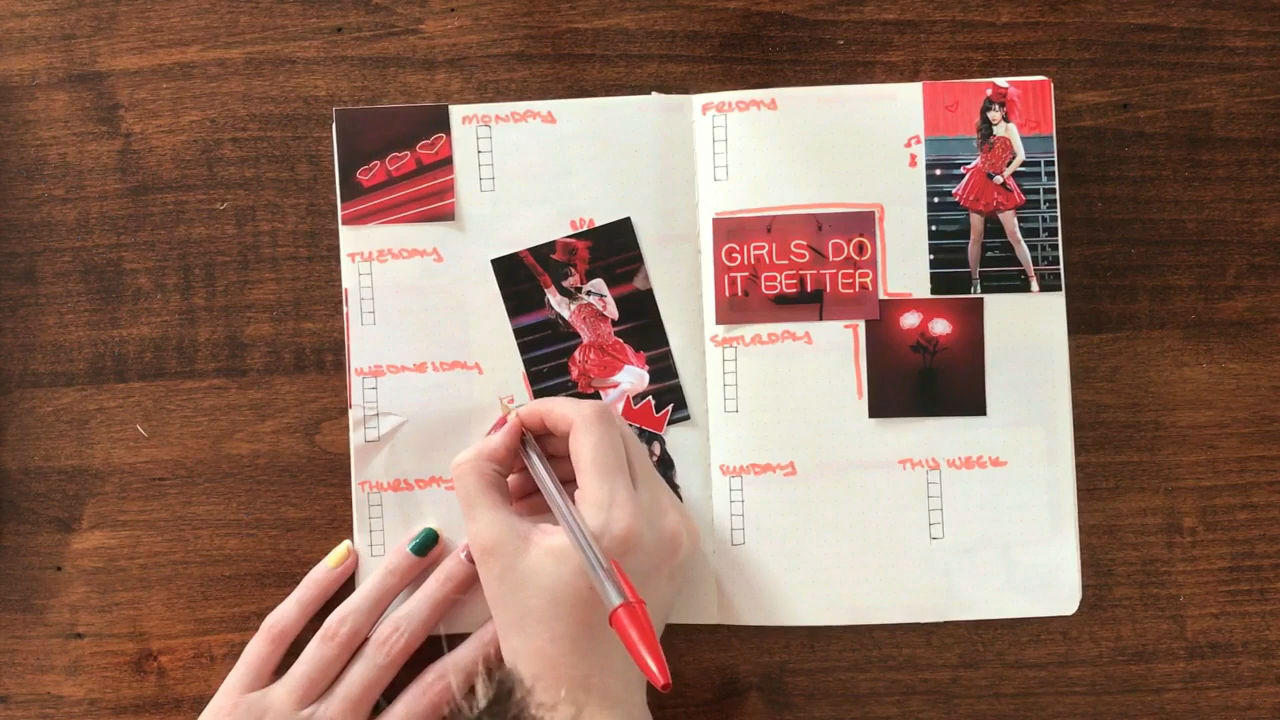 MONDAY
TUESDAY
WEDNESDAY
THURSDAY
FRIDAY
GIRLS DO
IT BETTER
SATURDAY
SUNDAY
THIS WEEK